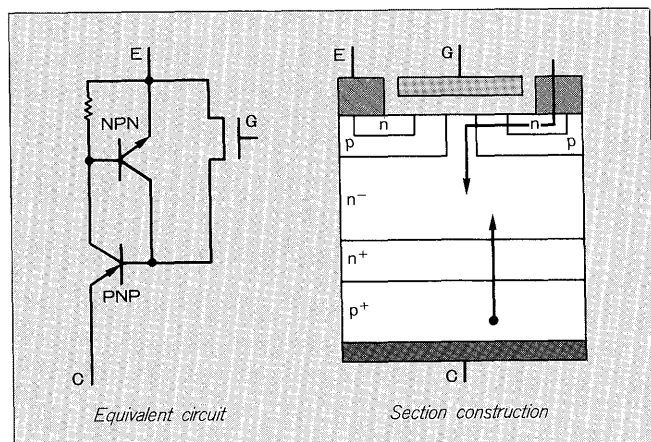 E
NPN
G
PNP
C
Equivalent circuit
E
G
n
n
p
p
n⁻
n⁺
p⁺
C
Section construction